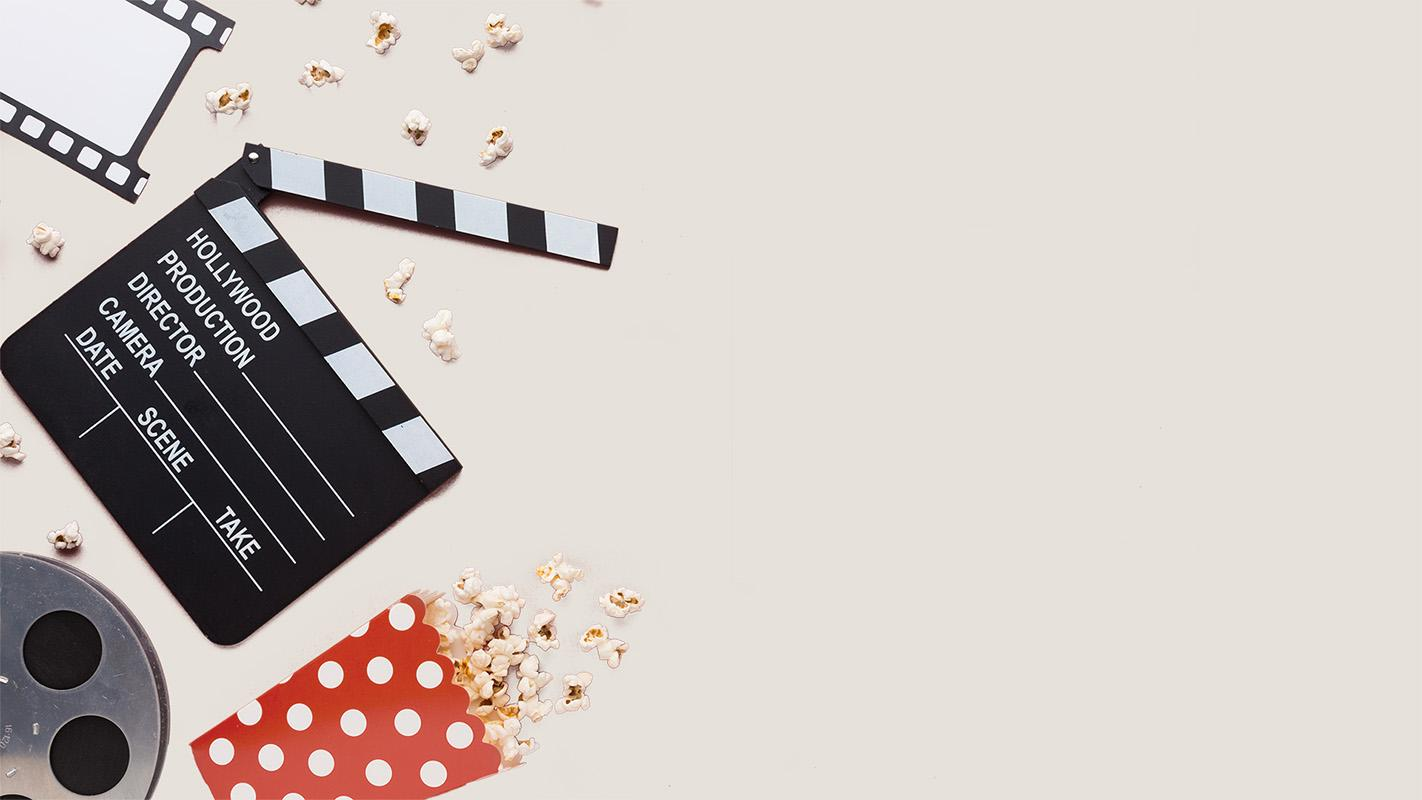 HOLLYWOOD
PRODUCTION
DIRECTOR
CAMERA
DATE SCENE TAKE